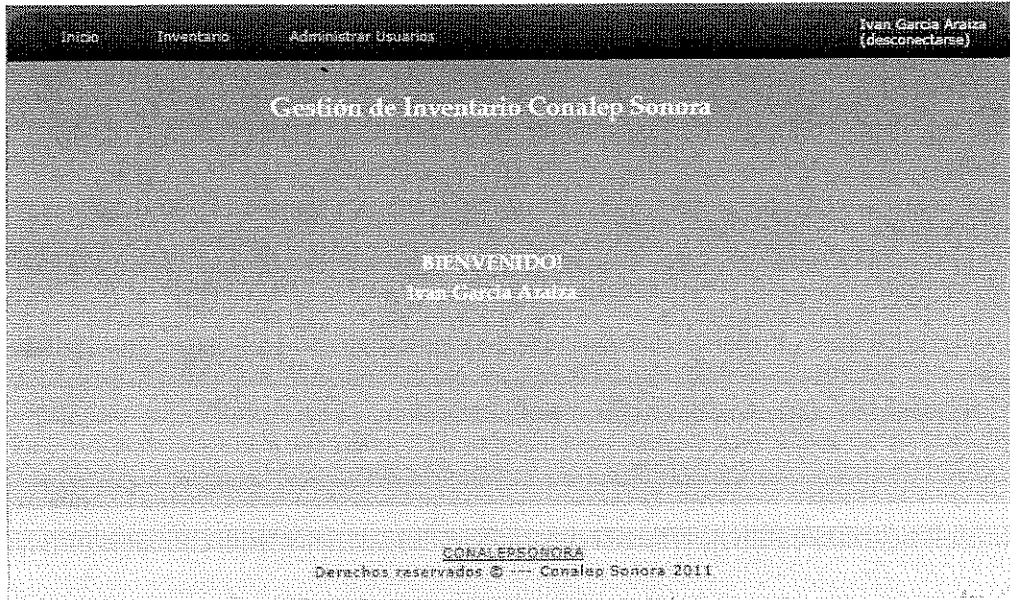 Inicio Inventario Administrar Usuarios Ivan Garcia Araiza
(desconectarse)
Gestión de Inventario Conalep Sonora
BIENVENIDO!
Ivan Garcia Araiza
CONALEPSONORA
Derechos reservados © --- Conalep Sonora 2011